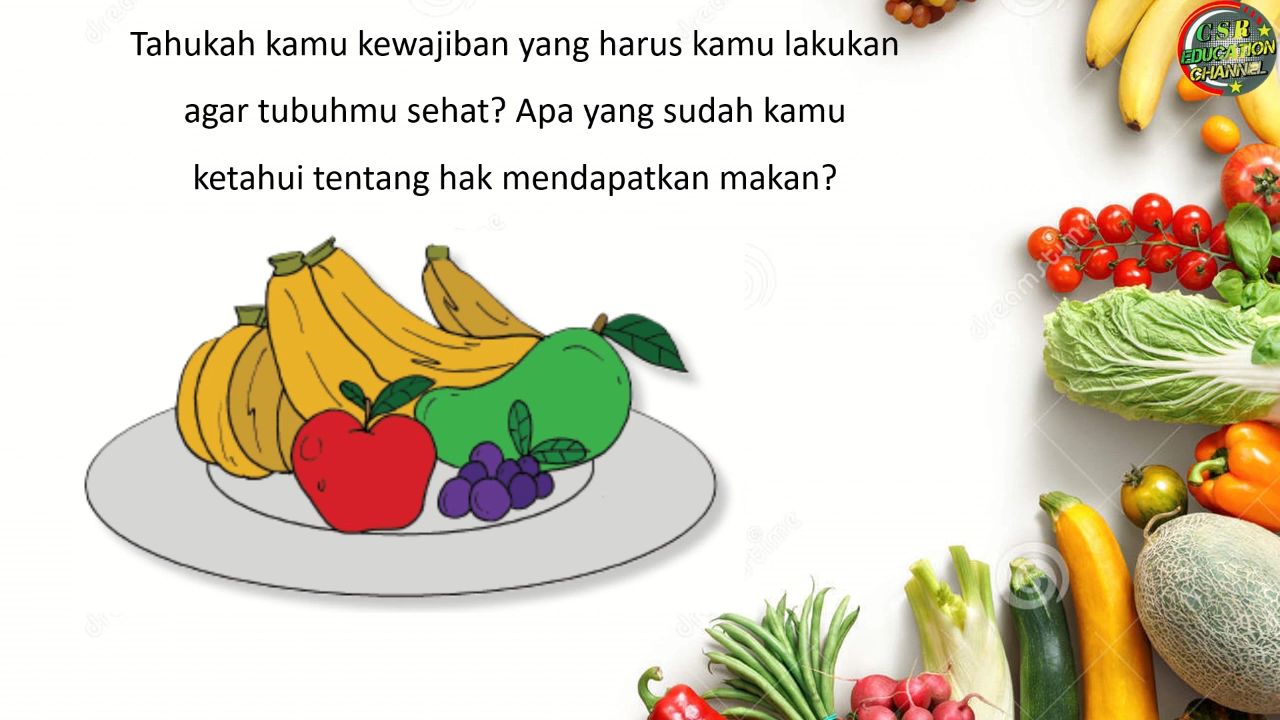 Tahukah kamu kewajiban yang harus kamu lakukan
agar tubuhmu sehat? Apa yang sudah kamu
ketahui tentang hak mendapatkan makan?
CSR
EDUCATION
CHANNEL
dreamstime